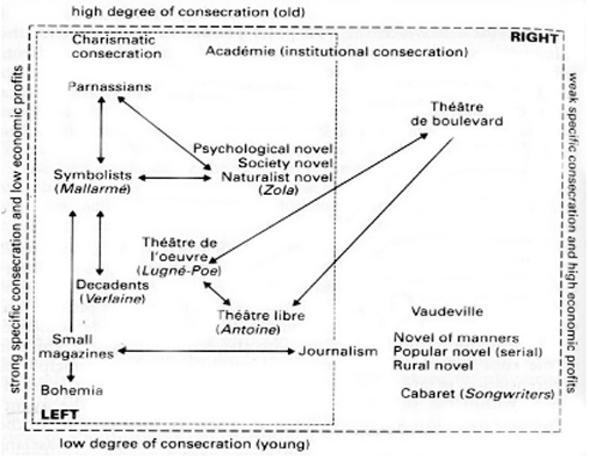 high degree of consecration (old)
RIGHT
Charismatic
consecration
Académie (institutional consecration)
Parnassians
Théâtre
de boulevard
Psychological novel
Society novel
Naturalist novel
(Zola)
Symbolists
(Mallarmé)
Théâtre de
l'oeuvre
(Lugné-Poe)
Decadents
(Verlaine)
Théâtre libre
(Antoine)
Vaudeville
Small
magazines
Journalism
Novel of manners
Popular novel (serial)
Rural novel
Bohemia
Cabaret (Songwriters)
LEFT
low degree of consecration (young)
strong specific consecration and low economic profits
weak specific consecration and high economic profits